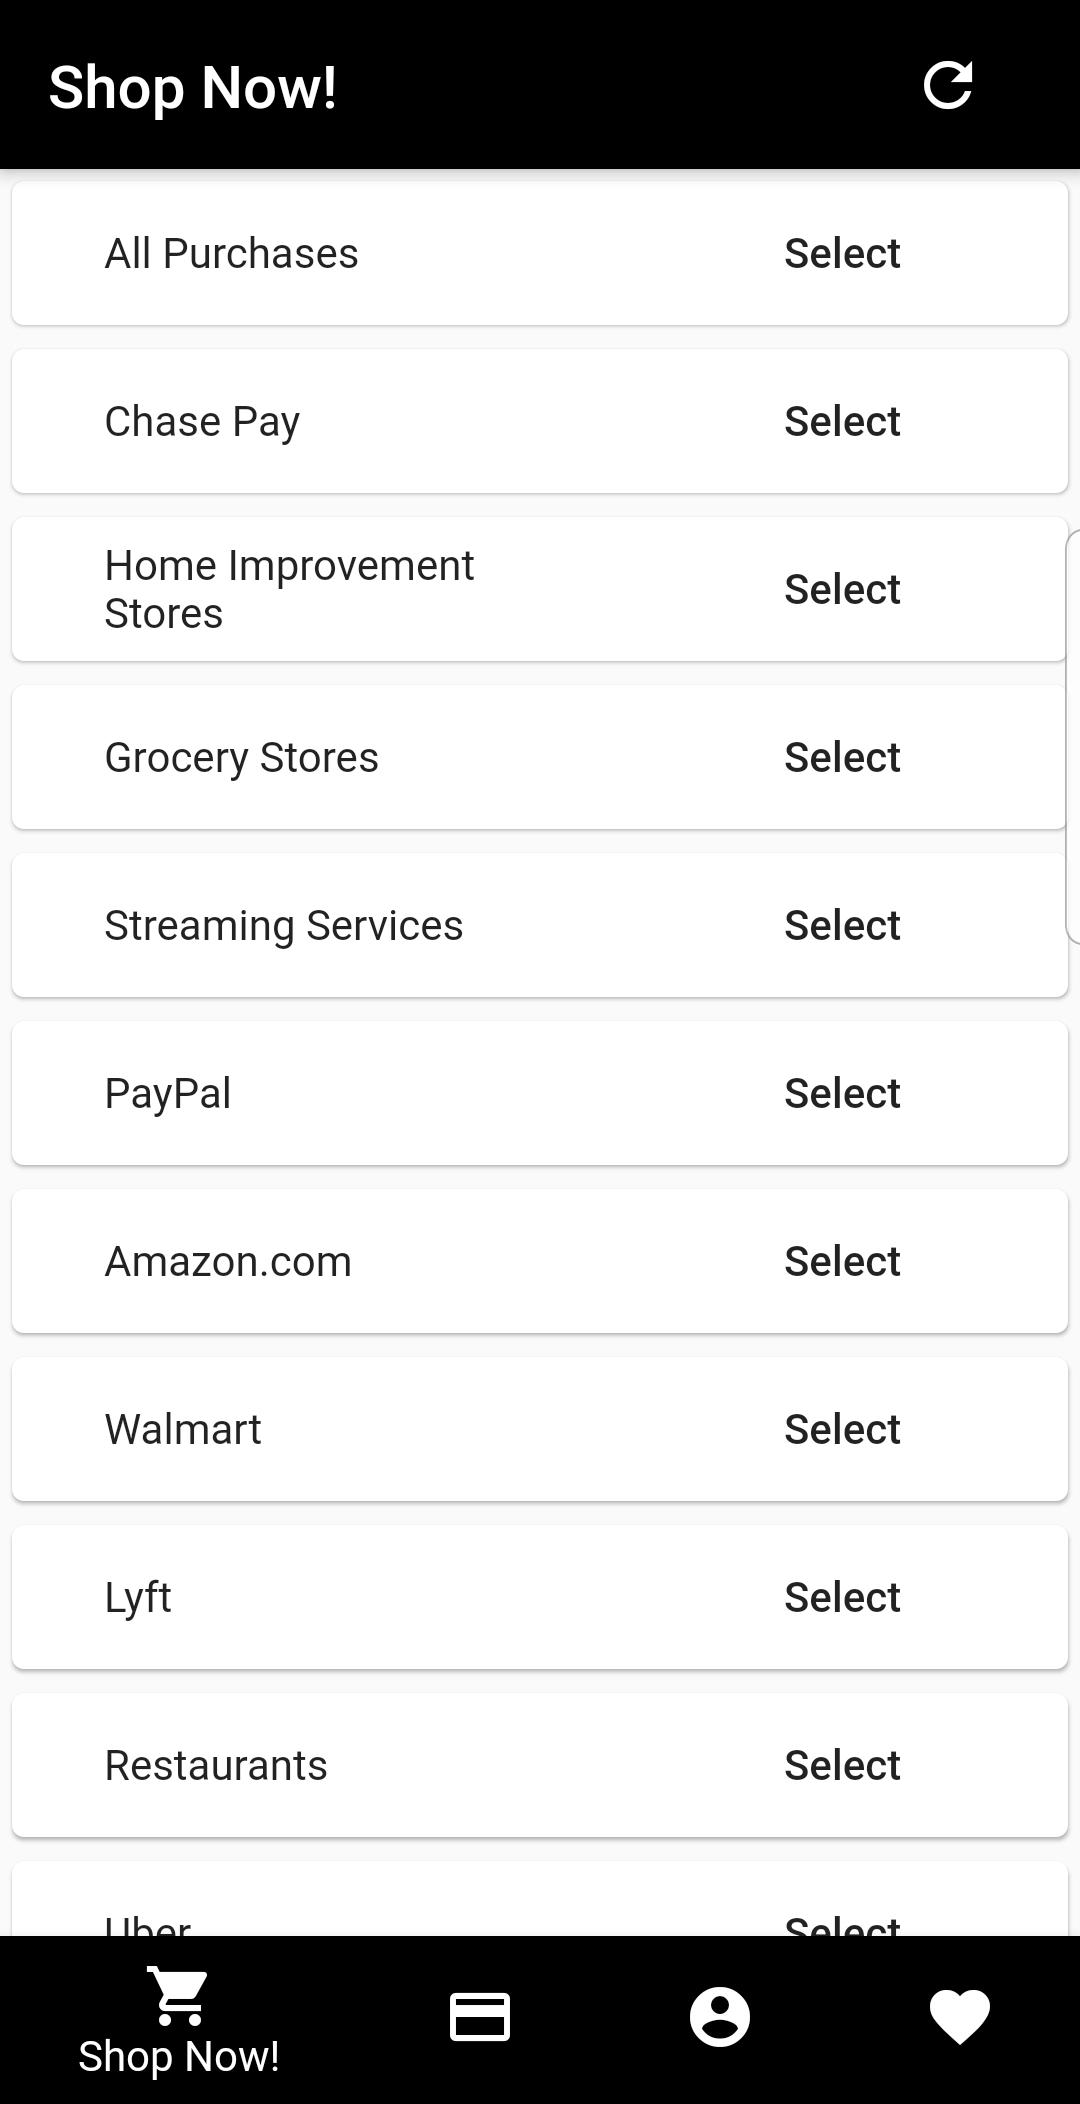 Shop Now!
All Purchases Select
Chase Pay Select
Home Improvement
Stores
Select
Grocery Stores Select
Streaming Services Select
PayPal Select
Amazon.com Select
Walmart Select
Lyft Select
Restaurants Select
Uber Select
Shop Now!